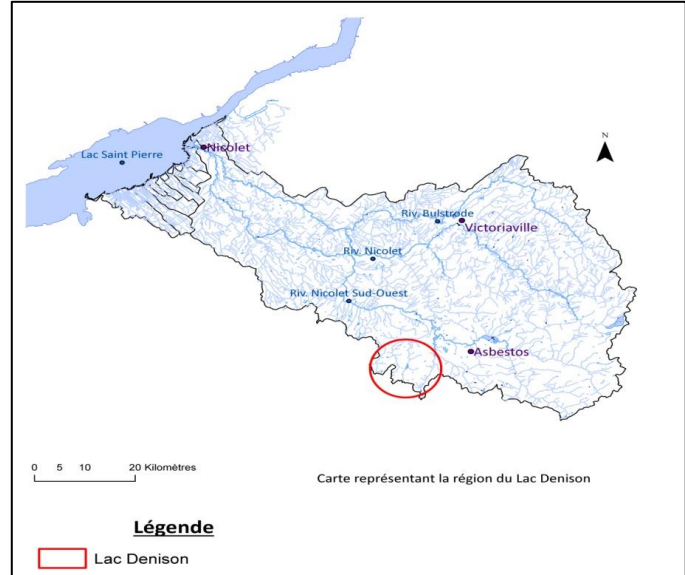 N
Nicolet
Lac Saint Pierre
Riv. Bulstrode
Victoriaville
Riv. Nicolet
Riv. Nicolet Sud-Ouest
Asbestos
0 5 10 20 Kilomètres
Carte représentant la région du Lac Denison
Légende
Lac Denison